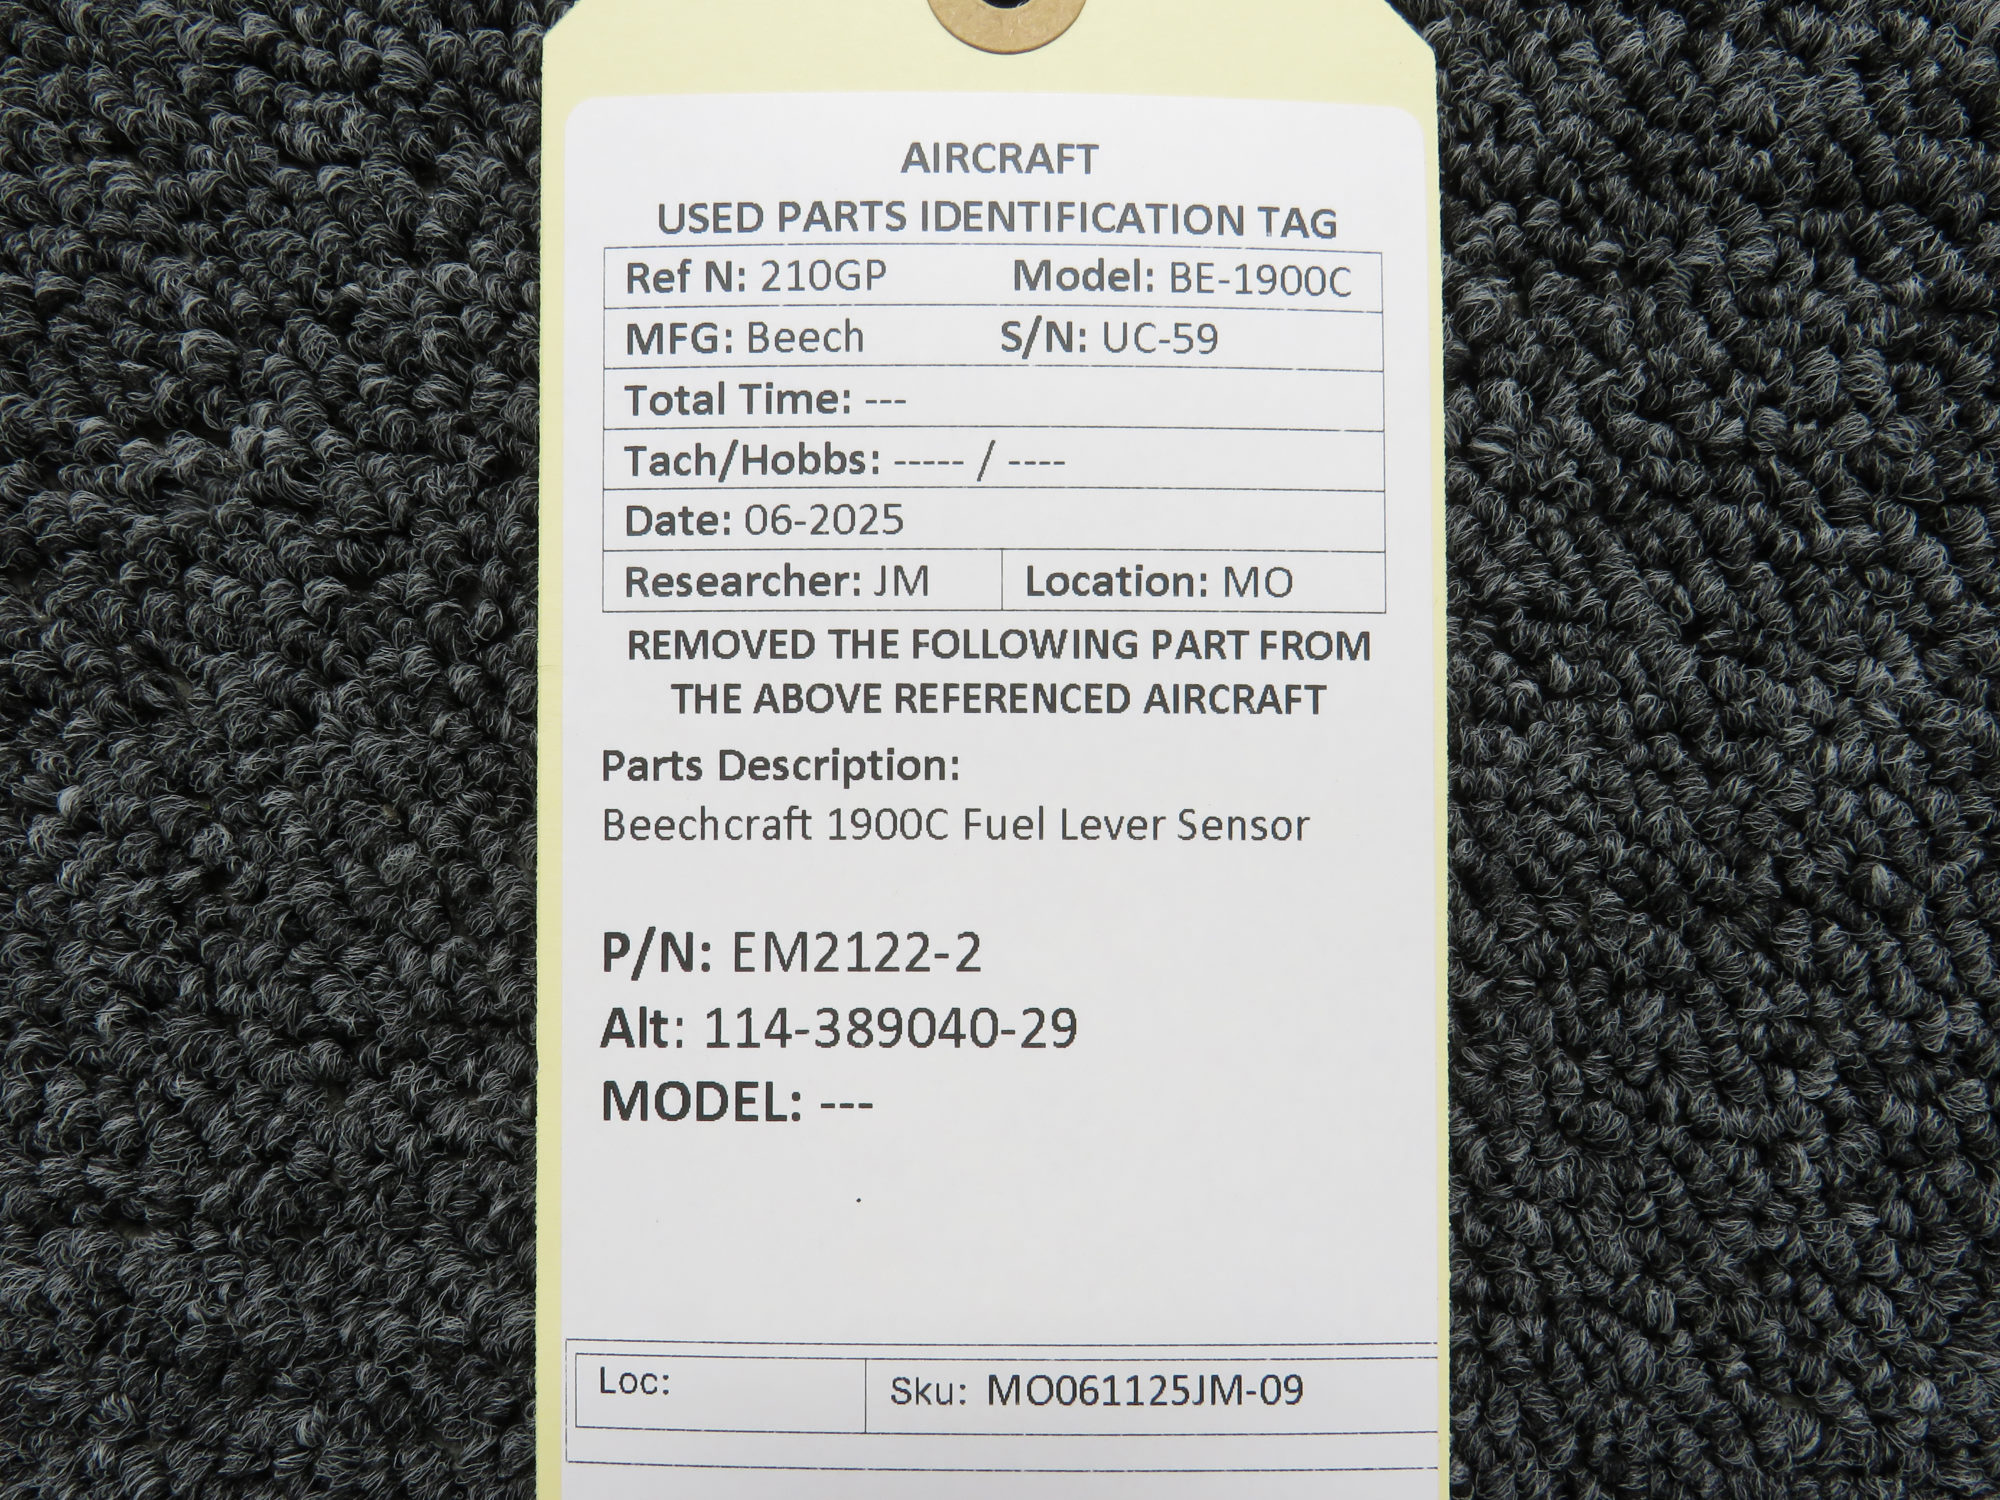 AIRCRAFT
USED PARTS IDENTIFICATION TAG
Ref N: 210GP Model: BE-1900C
MFG: Beech S/N: UC-59
Total Time: ---
Tach/Hobbs: ----- / ----
Date: 06-2025
Researcher: JM Location: MO
REMOVED THE FOLLOWING PART FROM
THE ABOVE REFERENCED AIRCRAFT
Parts Description:
Beechcraft 1900C Fuel Lever Sensor
P/N: EM2122-2
Alt: 114-389040-29
MODEL: ---
Loc: Sku: MO061125JM-09